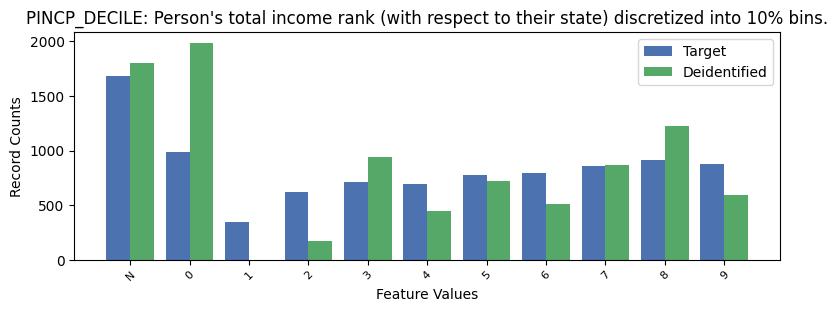 PINCP_DECILE: Person's total income rank (with respect to their state) discretized into 10% bins.
2000
1500
1000
500
0
Record Counts
Target
Deidentified
N 0 1 2 3 4 5 6 7 8 9
Feature Values